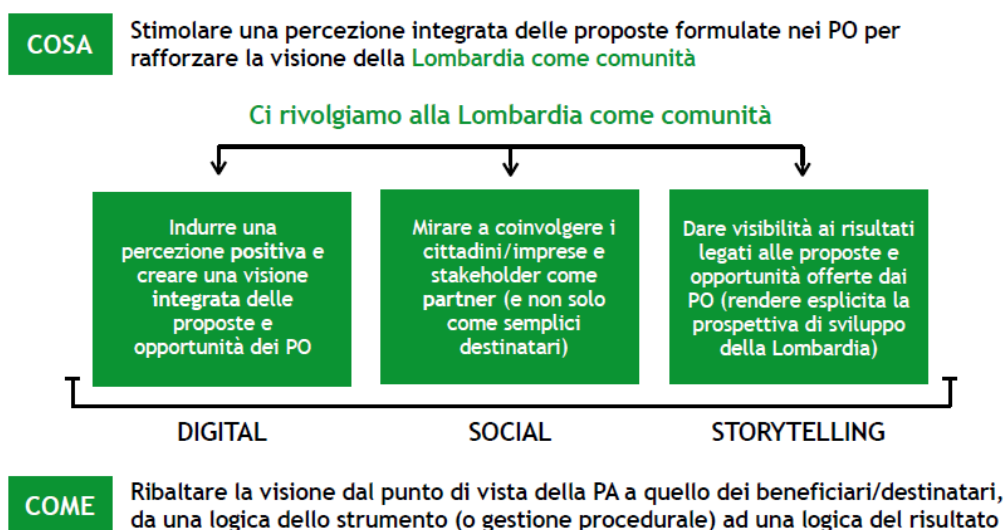 COSA
Stimolare una percezione integrata delle proposte formulate nei PO per
rafforzare la visione della Lombardia come comunità
Ci rivolgiamo alla Lombardia come comunità
Indurre una
percezione positiva e
creare una visione
integrata delle
proposte e
opportunità dei PO
Mirare a coinvolgere i
cittadini/imprese e
stakeholder come
partner (e non solo
come semplici
destinatari)
Dare visibilità ai risultati
legati alle proposte e
opportunità offerte dai
PO (rendere esplicita la
prospettiva di sviluppo
della Lombardia)
DIGITAL
SOCIAL
STORYTELLING
COME
Ribaltare la visione dal punto di vista della PA a quello dei beneficiari/destinatari,
da una logica dello strumento (o gestione procedurale) ad una logica del risultato.